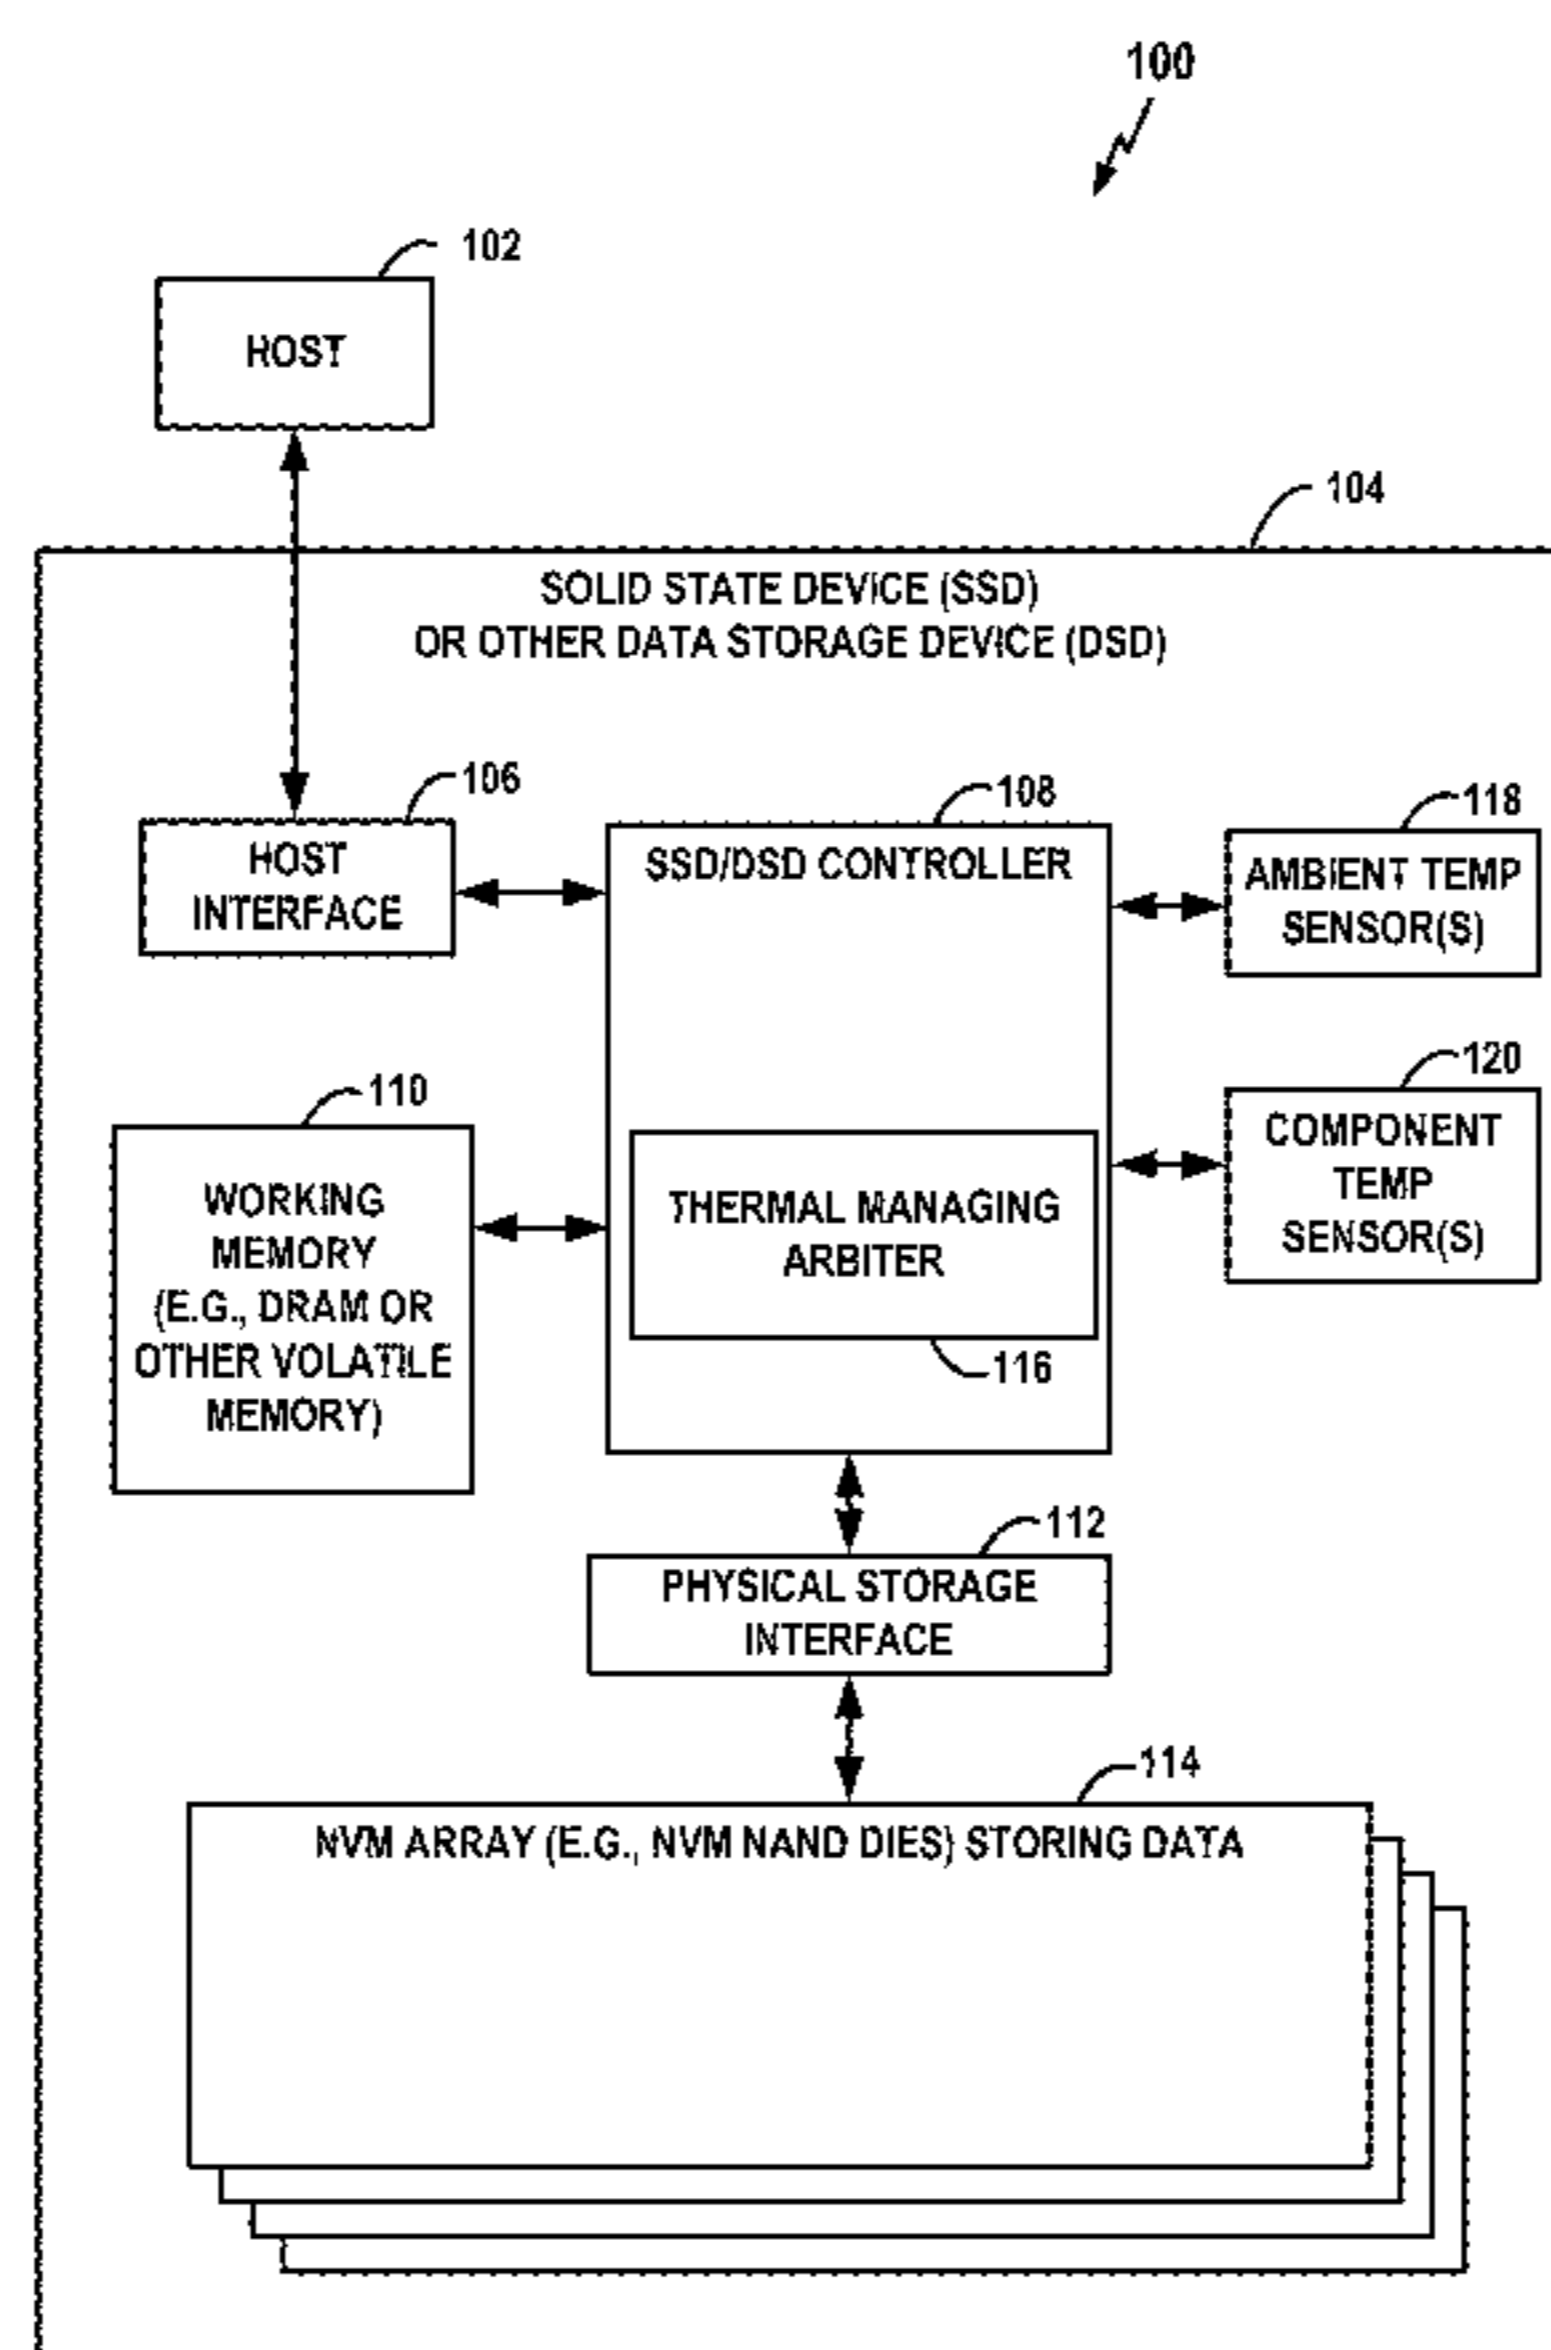 100
102
HOST
104
SOLID STATE DEVICE (SSD)
OR OTHER DATA STORAGE DEVICE (DSD)
106
HOST
INTERFACE
108
SSD/DSD CONTROLLER
118
AMBIENT TEMP
SENSOR(S)
110
WORKING
MEMORY
(E.G., DRAM OR
OTHER VOLATILE
MEMORY)
THERMAL MANAGING
ARBITER
116
120
COMPONENT
TEMP
SENSOR(S)
112
PHYSICAL STORAGE
INTERFACE
114
NVM ARRAY (E.G., NVM NAND DIES) STORING DATA